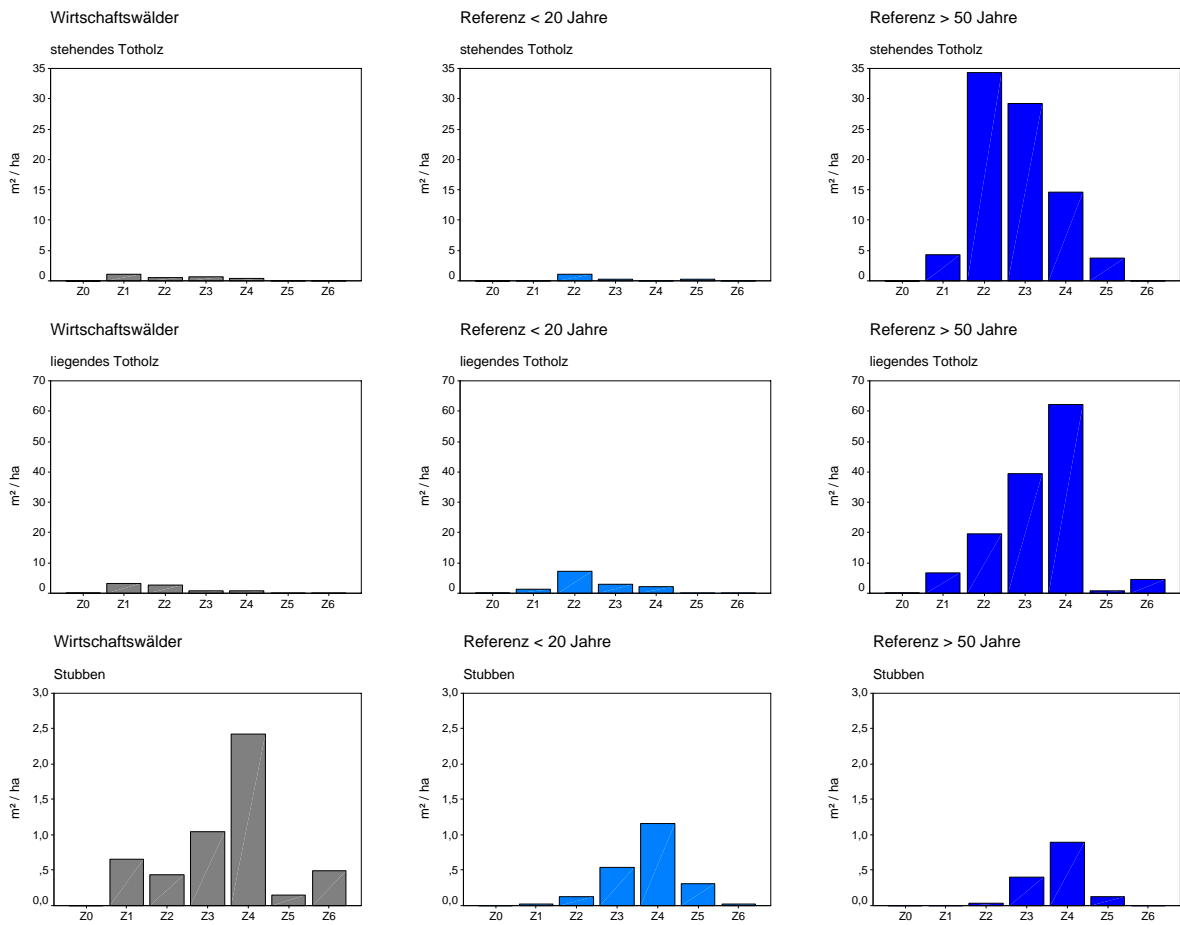 Wirtschaftswälder
Referenz < 20 Jahre
Referenz > 50 Jahre
stehendes Totholz
stehendes Totholz
stehendes Totholz
m² / ha
35
30
25
20
15
10
5
0
Z0 Z1 Z2 Z3 Z4 Z5 Z6
m² / ha
35
30
25
20
15
10
5
0
Z0 Z1 Z2 Z3 Z4 Z5 Z6
m² / ha
35
30
25
20
15
10
5
0
Z0 Z1 Z2 Z3 Z4 Z5 Z6
Wirtschaftswälder
Referenz < 20 Jahre
Referenz > 50 Jahre
liegendes Totholz
liegendes Totholz
liegendes Totholz
m² / ha
70
60
50
40
30
20
10
0
Z0 Z1 Z2 Z3 Z4 Z5 Z6
m² / ha
70
60
50
40
30
20
10
0
Z0 Z1 Z2 Z3 Z4 Z5 Z6
m² / ha
70
60
50
40
30
20
10
0
Z0 Z1 Z2 Z3 Z4 Z5 Z6
Wirtschaftswälder
Referenz < 20 Jahre
Referenz > 50 Jahre
Stubben
Stubben
Stubben
m² / ha
3,0
2,5
2,0
1,5
1,0
,5
0,0
Z0 Z1 Z2 Z3 Z4 Z5 Z6
m² / ha
3,0
2,5
2,0
1,5
1,0
,5
0,0
Z0 Z1 Z2 Z3 Z4 Z5 Z6
m² / ha
3,0
2,5
2,0
1,5
1,0
,5
0,0
Z0 Z1 Z2 Z3 Z4 Z5 Z6